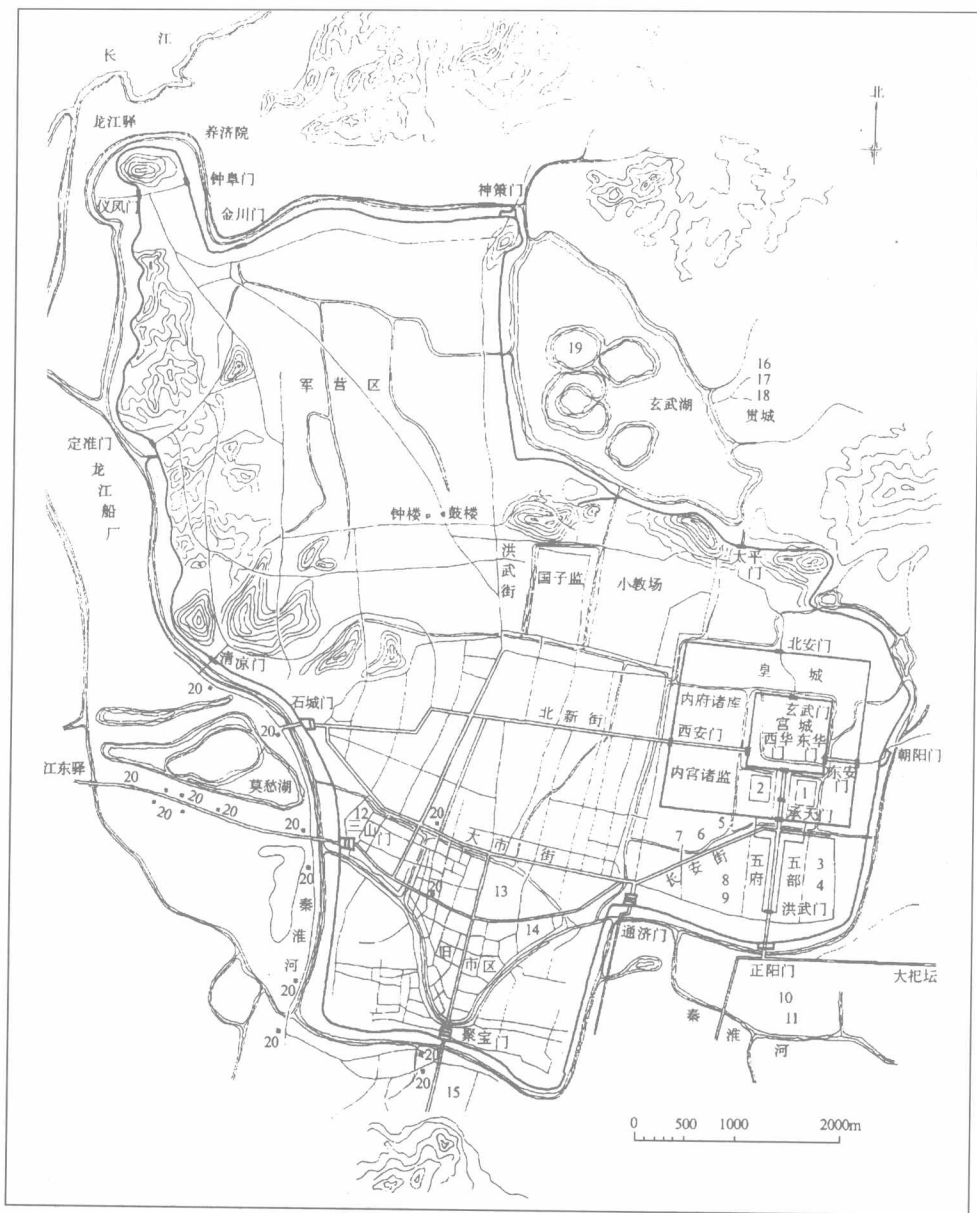 长 江
北
龙江驿
养济院
钟阜门
神策门
仪凤门
金川门
19
16
17
18
军营区
玄武湖
贯城
定淮门
龙江船厂
钟楼
鼓楼
洪武街
太平门
国子监
小教场
北安门
清凉门
皇城
20
石城门
内府诸库
玄武门
宫城
北新街
西华门
东华门
20
西安门
朝阳门
江东驿
20
东安门
莫愁湖
内宫诸监
2
1
20
20
20
承天门
12
三山门
20
5
天市街
7
6
长安街
五府
五部
3
20
8
4
13
9
20
洪武门
秦淮河
14
通济门
旧市区
正阳门
大祀坛
20
10
11
秦淮河
20
聚宝门
20
20
15
0 500 1000 2000m